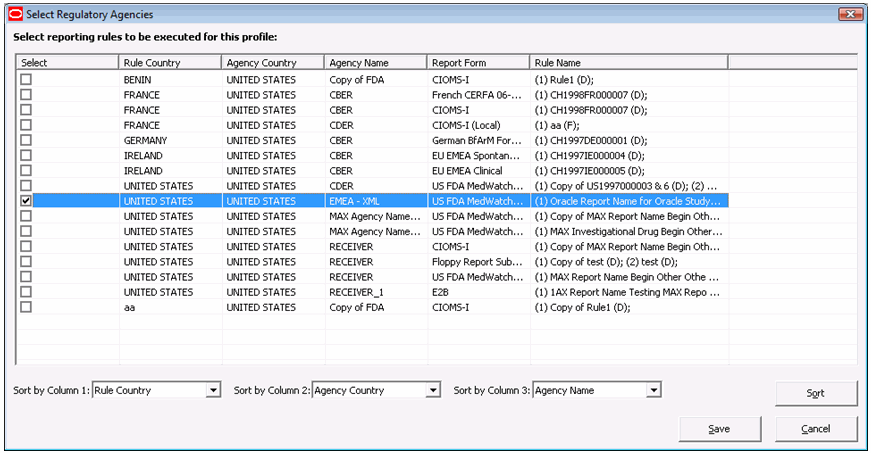 Select Regulatory Agencies
Select reporting rules to be executed for this profile:
Select Rule Country Agency Country Agency Name Report Form Rule Name
BENIN UNITED STATES Copy of FDA CIOMS-I (1) Rule1 (D);
FRANCE UNITED STATES CBER French CERFA 06-... (1) CH1998FR000007 (D);
FRANCE UNITED STATES CBER CIOMS-I (1) CH1998FR000007 (D);
FRANCE UNITED STATES CDER CIOMS-I (Local) (1) aa (F);
GERMANY UNITED STATES CBER German BfArM For... (1) CH1997DE000001 (D);
IRELAND UNITED STATES CBER EU EMEA Spontan... (1) CH1997IE000004 (D);
IRELAND UNITED STATES CBER EU EMEA Clinical (1) CH1997IE000005 (D);
UNITED STATES UNITED STATES CDER US FDA MedWatch... (1) Copy of US1997000003 & 6 (D); (2) ...
UNITED STATES UNITED STATES EMEA - XML US FDA MedWatch... (1) Oracle Report Name for Oracle Study...
UNITED STATES UNITED STATES MAX Agency Name... US FDA MedWatch... (1) Copy of MAX Report Name Begin Oth...
UNITED STATES UNITED STATES MAX Agency Name... US FDA MedWatch... (1) MAX Investigational Drug Begin Other...
UNITED STATES UNITED STATES RECEIVER CIOMS-I (1) Copy of MAX Report Name Begin Oth...
UNITED STATES UNITED STATES RECEIVER Floppy Report Sub... (1) Copy of test (D); (2) test (D);
UNITED STATES UNITED STATES RECEIVER US FDA MedWatch... (1) MAX Report Name Begin Other Othe ...
UNITED STATES UNITED STATES RECEIVER_1 E2B (1) 1AX Report Name Testing MAX Repo ...
aa UNITED STATES Copy of FDA CIOMS-I (1) Copy of Rule1 (D);
Sort by Column 1: Rule Country Sort by Column 2: Agency Country Sort by Column 3: Agency Name Sort
Save Cancel